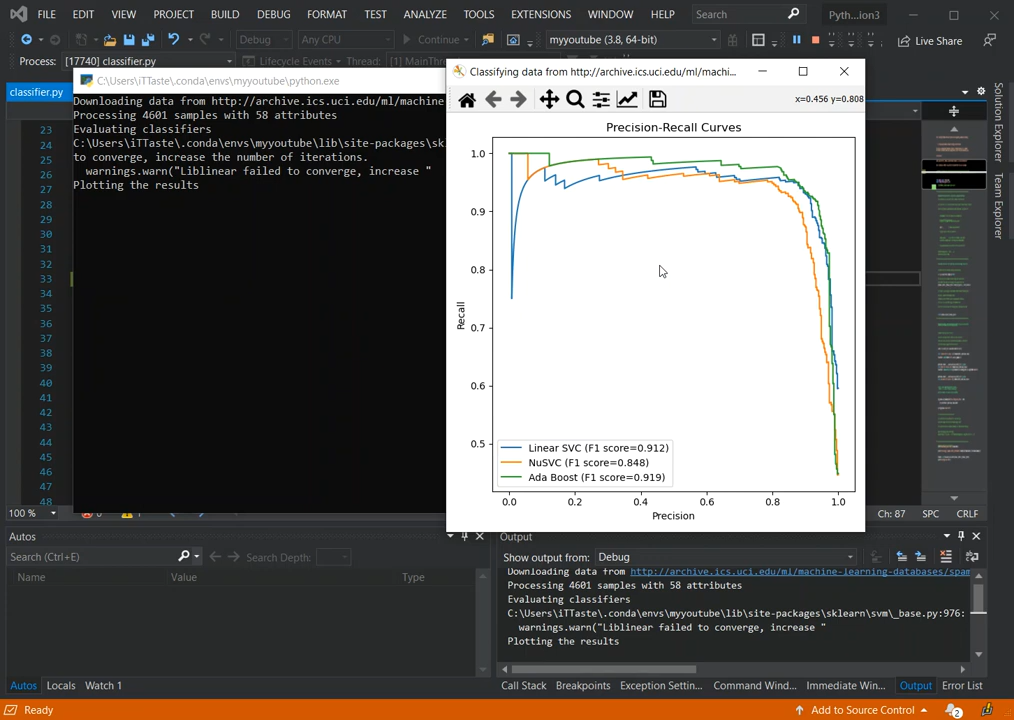 FILE EDIT VIEW PROJECT BUILD DEBUG FORMAT TEST ANALYZE TOOLS EXTENSIONS WINDOW HELP Search Pyth...ion3
Debug Any CPU Continue myyoutube (3.8, 64-bit) Live Share
Process: [17740] classifier.py Lifecycle Events Thread: [1] MainThr
classifier.py
C:\Users\iTTaste\.conda\envs\myyoutube\python.exe
Downloading data from http://archive.ics.uci.edu/ml/machine
Processing 4601 samples with 58 attributes
Evaluating classifiers
C:\Users\iTTaste\.conda\envs\myyoutube\lib\site-packages\sk
to converge, increase the number of iterations.
warnings.warn("Liblinear failed to converge, increase "
Plotting the results
23
24
25
26
27
28
29
30
31
32
33
34
35
36
37
38
39
40
41
42
43
44
45
46
47
48
Classifying data from http://archive.ics.uci.edu/ml/machi...
x=0.456 y=0.808
Precision-Recall Curves
1.0
0.9
0.8
0.7
0.6
0.5
Recall
Linear SVC (F1 score=0.912)
NuSVC (F1 score=0.848)
Ada Boost (F1 score=0.919)
0.0 0.2 0.4 0.6 0.8 1.0
Precision
Solution Explorer
Team Explorer
100 % Ch: 87 SPC CRLF
Autos
Search (Ctrl+E) Search Depth:
Name Value Type
Autos Locals Watch 1
Output
Show output from: Debug
Downloading data from http://archive.ics.uci.edu/ml/machine-learning-databases/spam
Processing 4601 samples with 58 attributes
Evaluating classifiers
C:\Users\iTTaste\.conda\envs\myyoutube\lib\site-packages\sklearn\svm\_base.py:976:
warnings.warn("Liblinear failed to converge, increase "
Plotting the results
Call Stack Breakpoints Exception Settin... Command Wind... Immediate Win... Output Error List
Ready Add to Source Control 2